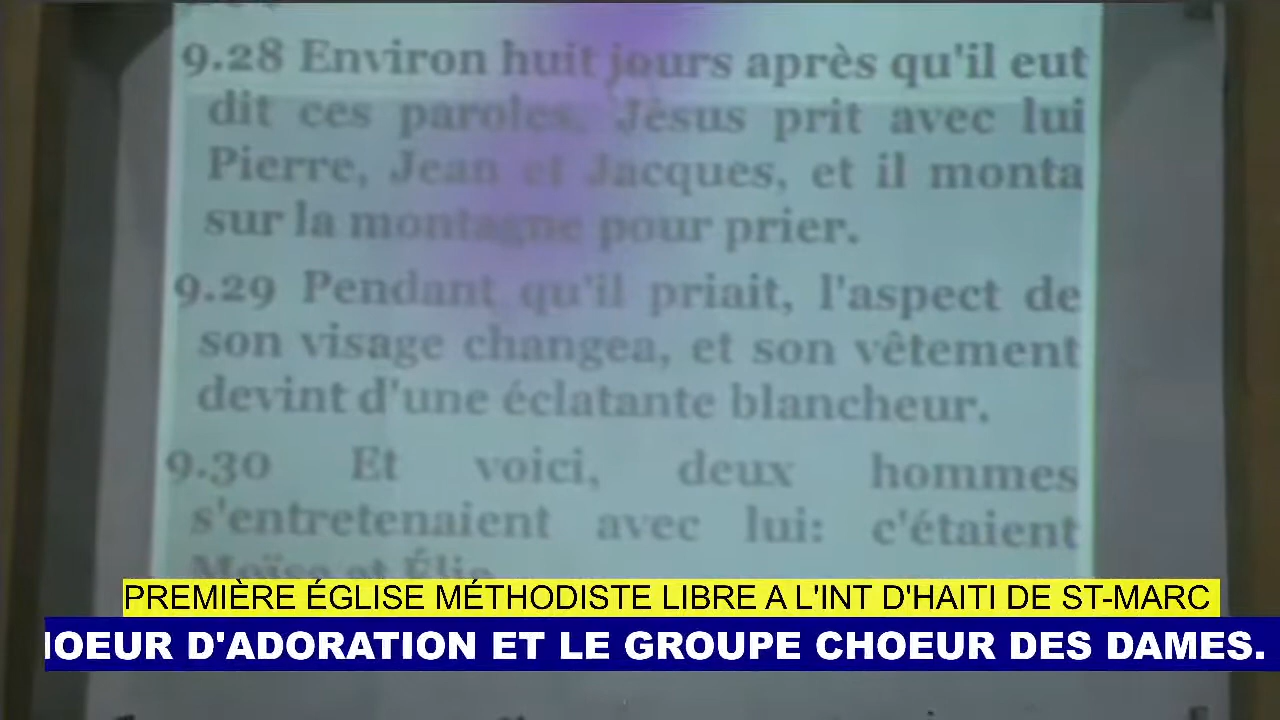 9.28 Environ huit jours après qu'il eut
dit ces paroles, Jésus prit avec lui
Pierre, Jean et Jacques, et il monta
sur la montagne pour prier.
9.29 Pendant qu'il priait, l'aspect de
son visage changea, et son vêtement
devint d'une éclatante blancheur.
9.30 Et voici, deux hommes
s'entretenaient avec lui: c'étaient
Moïse et Élie
PREMIÈRE ÉGLISE MÉTHODISTE LIBRE A L'INT D'HAITI DE ST-MARC
D'ADORATION ET LE GROUPE CHOEUR DES DAMES.